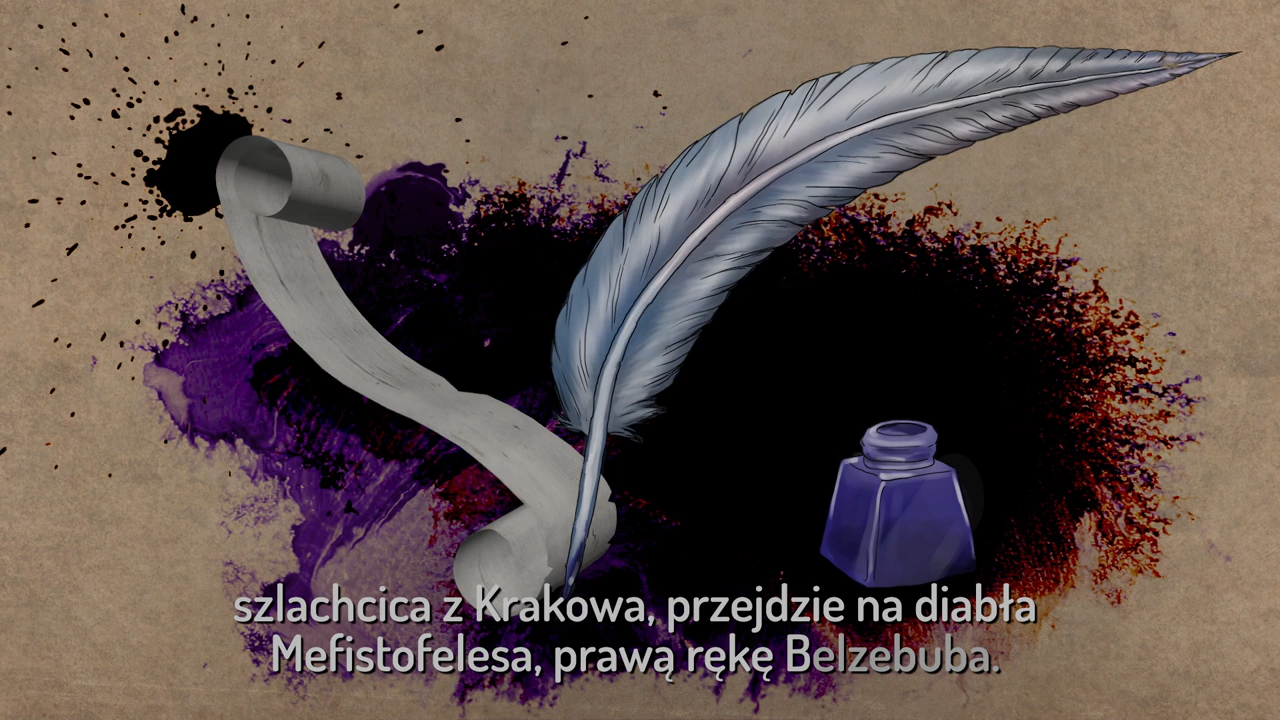 szlachcica z Krakowa, przejdzie na diabła
Mefistofelesa, prawą rękę Belzebuba.